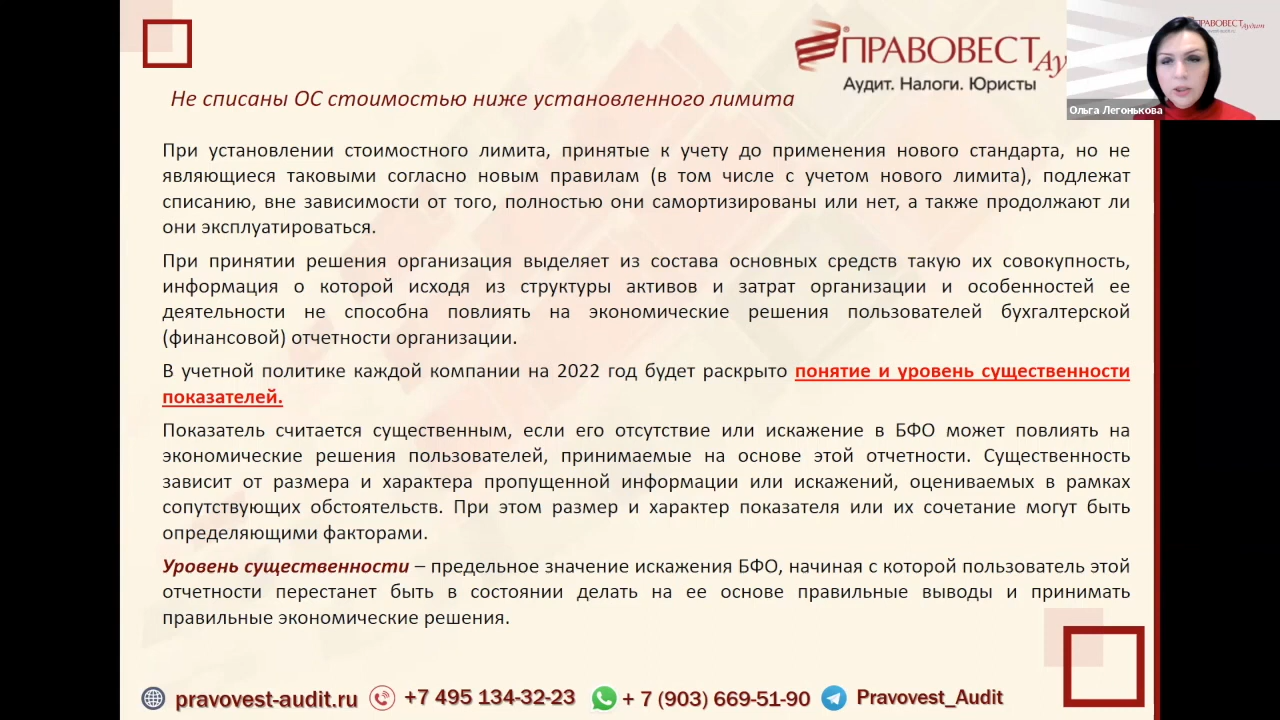 ПРАВОВЕСТ
Аудит. Налоги. Юристы
ПРАВОВЕСТ Аудит
Ольга Легонькова
Не списаны ОС стоимостью ниже установленного лимита
При установлении стоимостного лимита, принятые к учету до применения нового стандарта, но не
являющиеся таковыми согласно новым правилам (в том числе с учетом нового лимита), подлежат
списанию, вне зависимости от того, полностью они самортизированы или нет, а также продолжают ли
они эксплуатироваться.
При принятии решения организация выделяет из состава основных средств такую их совокупность,
информация о которой исходя из структуры активов и затрат организации и особенностей ее
деятельности не способна повлиять на экономические решения пользователей бухгалтерской
(финансовой) отчетности организации.
В учетной политике каждой компании на 2022 год будет раскрыто понятие и уровень существенности
показателей.
Показатель считается существенным, если его отсутствие или искажение в БФО может повлиять на
экономические решения пользователей, принимаемые на основе этой отчетности. Существенность
зависит от размера и характера пропущенной информации или искажений, оцениваемых в рамках
сопутствующих обстоятельств. При этом размер и характер показателя или их сочетание могут быть
определяющими факторами.
Уровень существенности – предельное значение искажения БФО, начиная с которой пользователь этой
отчетности перестанет быть в состоянии делать на ее основе правильные выводы и принимать
правильные экономические решения.
pravovest-audit.ru +7 495 134-32-23 + 7 (903) 669-51-90 Pravovest_Audit